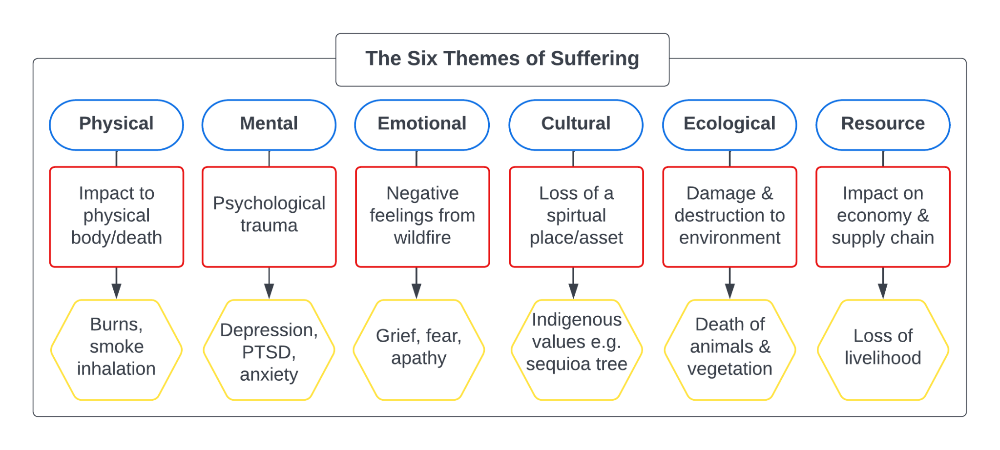 The Six Themes of Suffering
Physical
Mental
Emotional
Cultural
Ecological
Resource
Impact to
physical
body/death
Psychological
trauma
Negative
feelings from
wildfire
Loss of a
spirtual
place/asset
Damage &
destruction to
environment
Impact on
economy &
supply chain
Burns,
smoke
inhalation
Depression,
PTSD,
anxiety
Grief, fear,
apathy
Indigenous
values e.g.
sequioa tree
Death of
animals &
vegetation
Loss of
livelihood